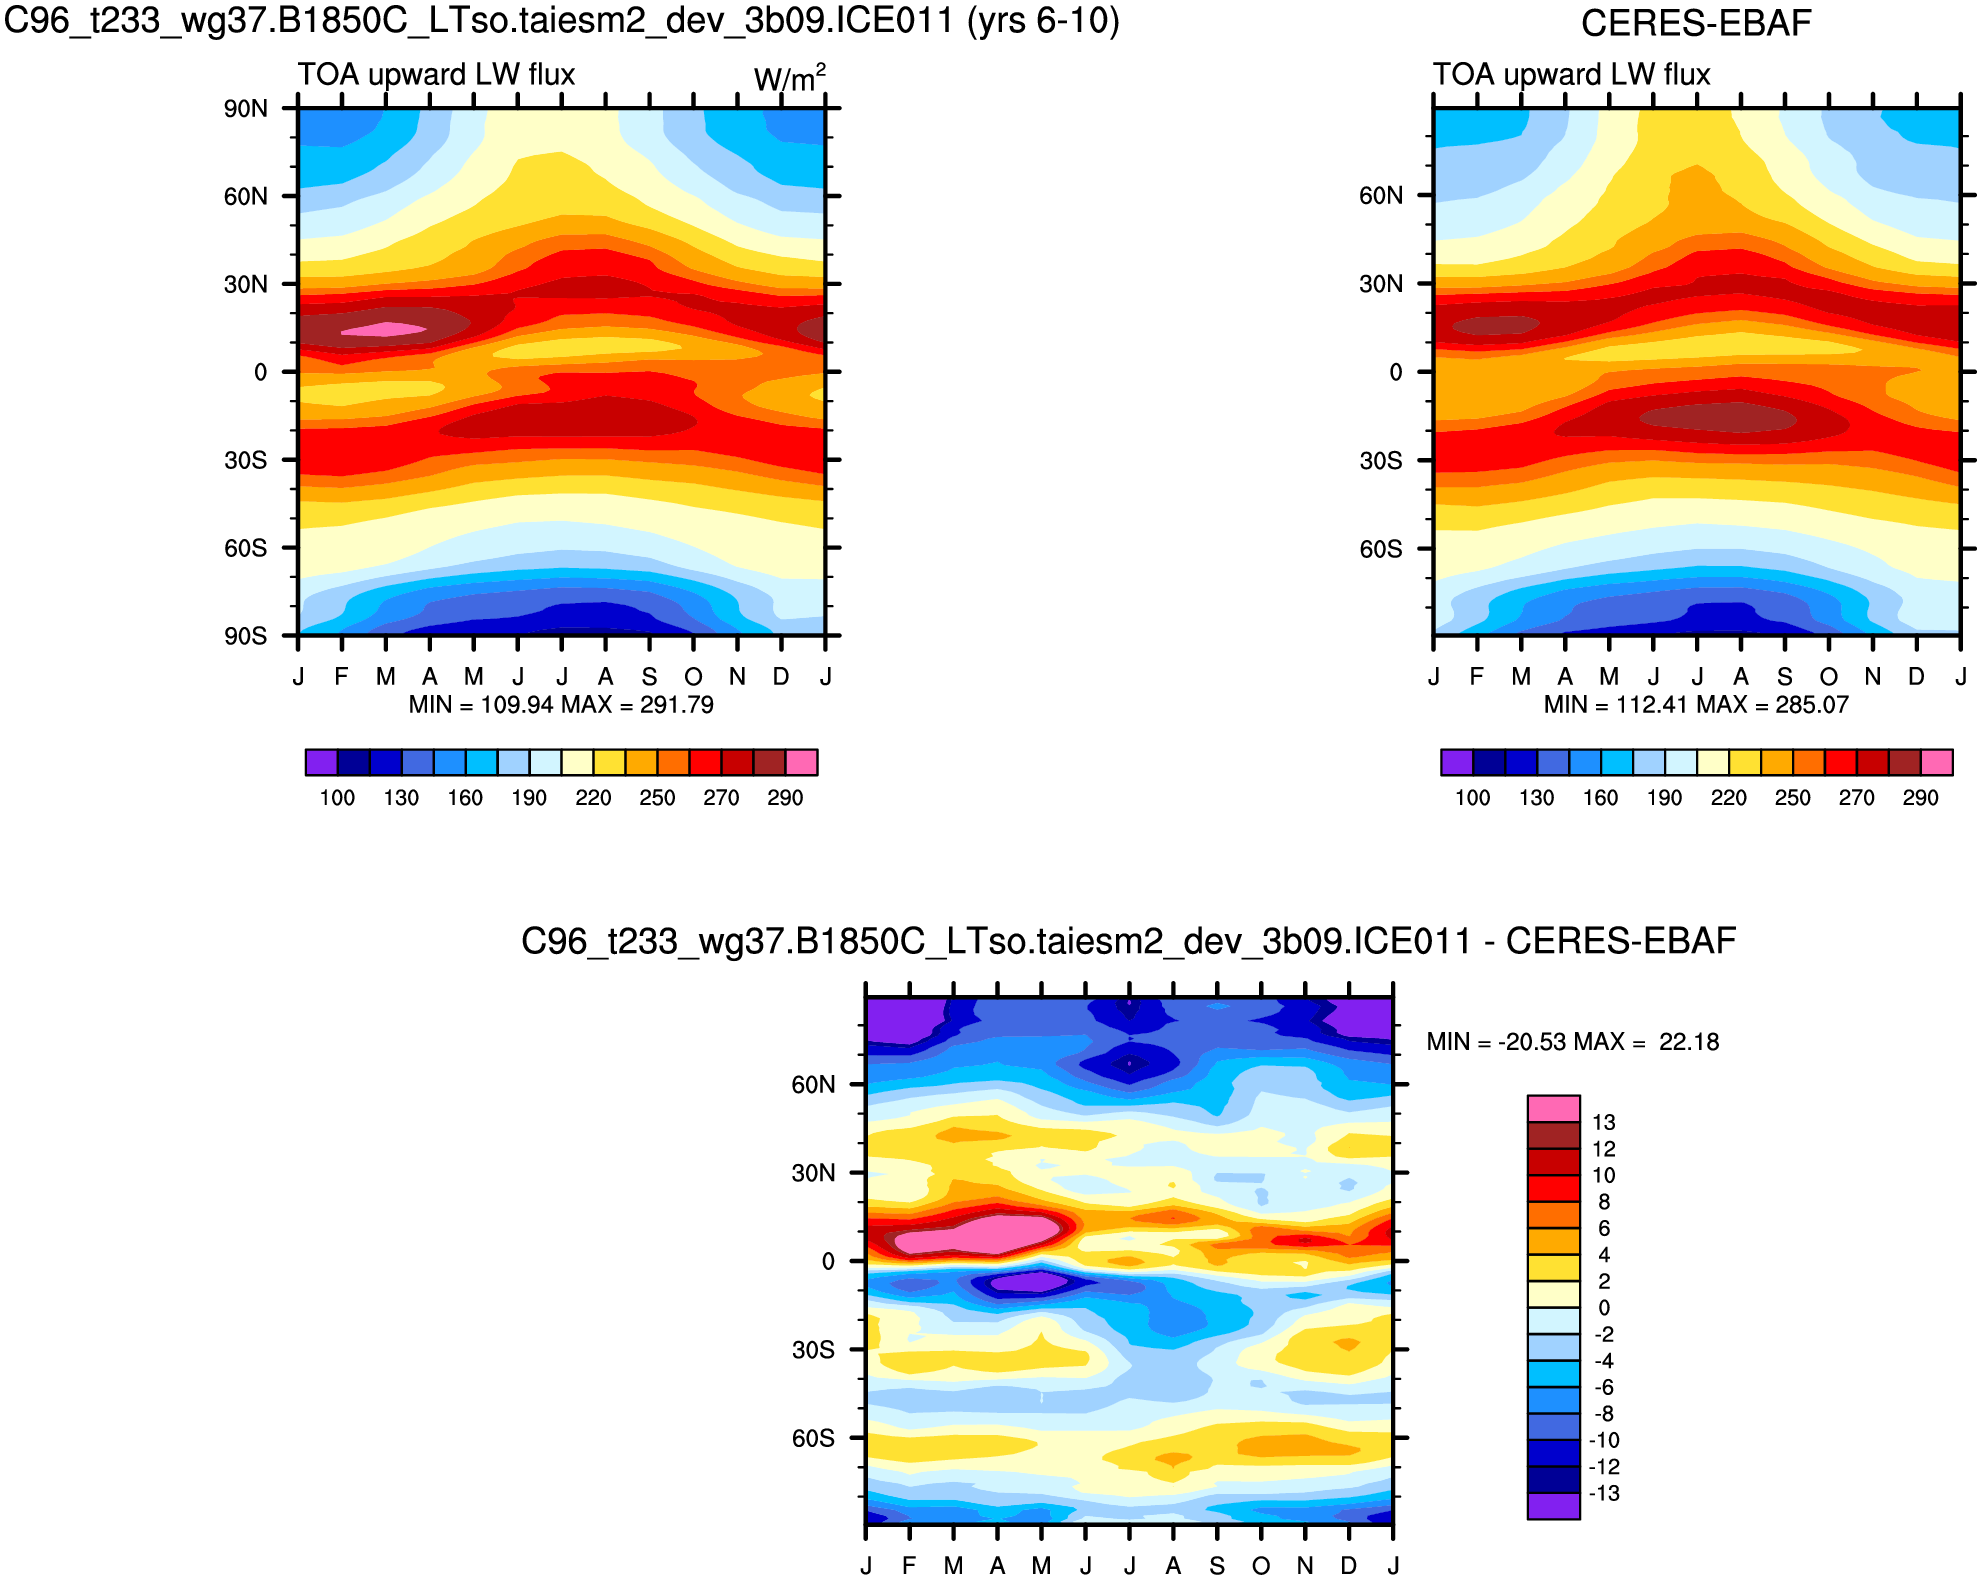 C96_t233_wg37.B1850C_LTso.taiesm2_dev_3b09.ICE011 (yrs 6-10)
TOA upward LW flux W/m2
90N
60N
30N
0
30S
60S
90S
J F M A M J J A S O N D J
MIN = 109.94 MAX = 291.79
100 130 160 190 220 250 270 290
CERES-EBAF
TOA upward LW flux
60N
30N
0
30S
60S
J F M A M J J A S O N D J
MIN = 112.41 MAX = 285.07
100 130 160 190 220 250 270 290
C96_t233_wg37.B1850C_LTso.taiesm2_dev_3b09.ICE011 - CERES-EBAF
60N
30N
0
30S
60S
J F M A M J J A S O N D J
MIN = -20.53 MAX = 22.18
13
12
10
8
6
4
2
0
-2
-4
-6
-8
-10
-12
-13